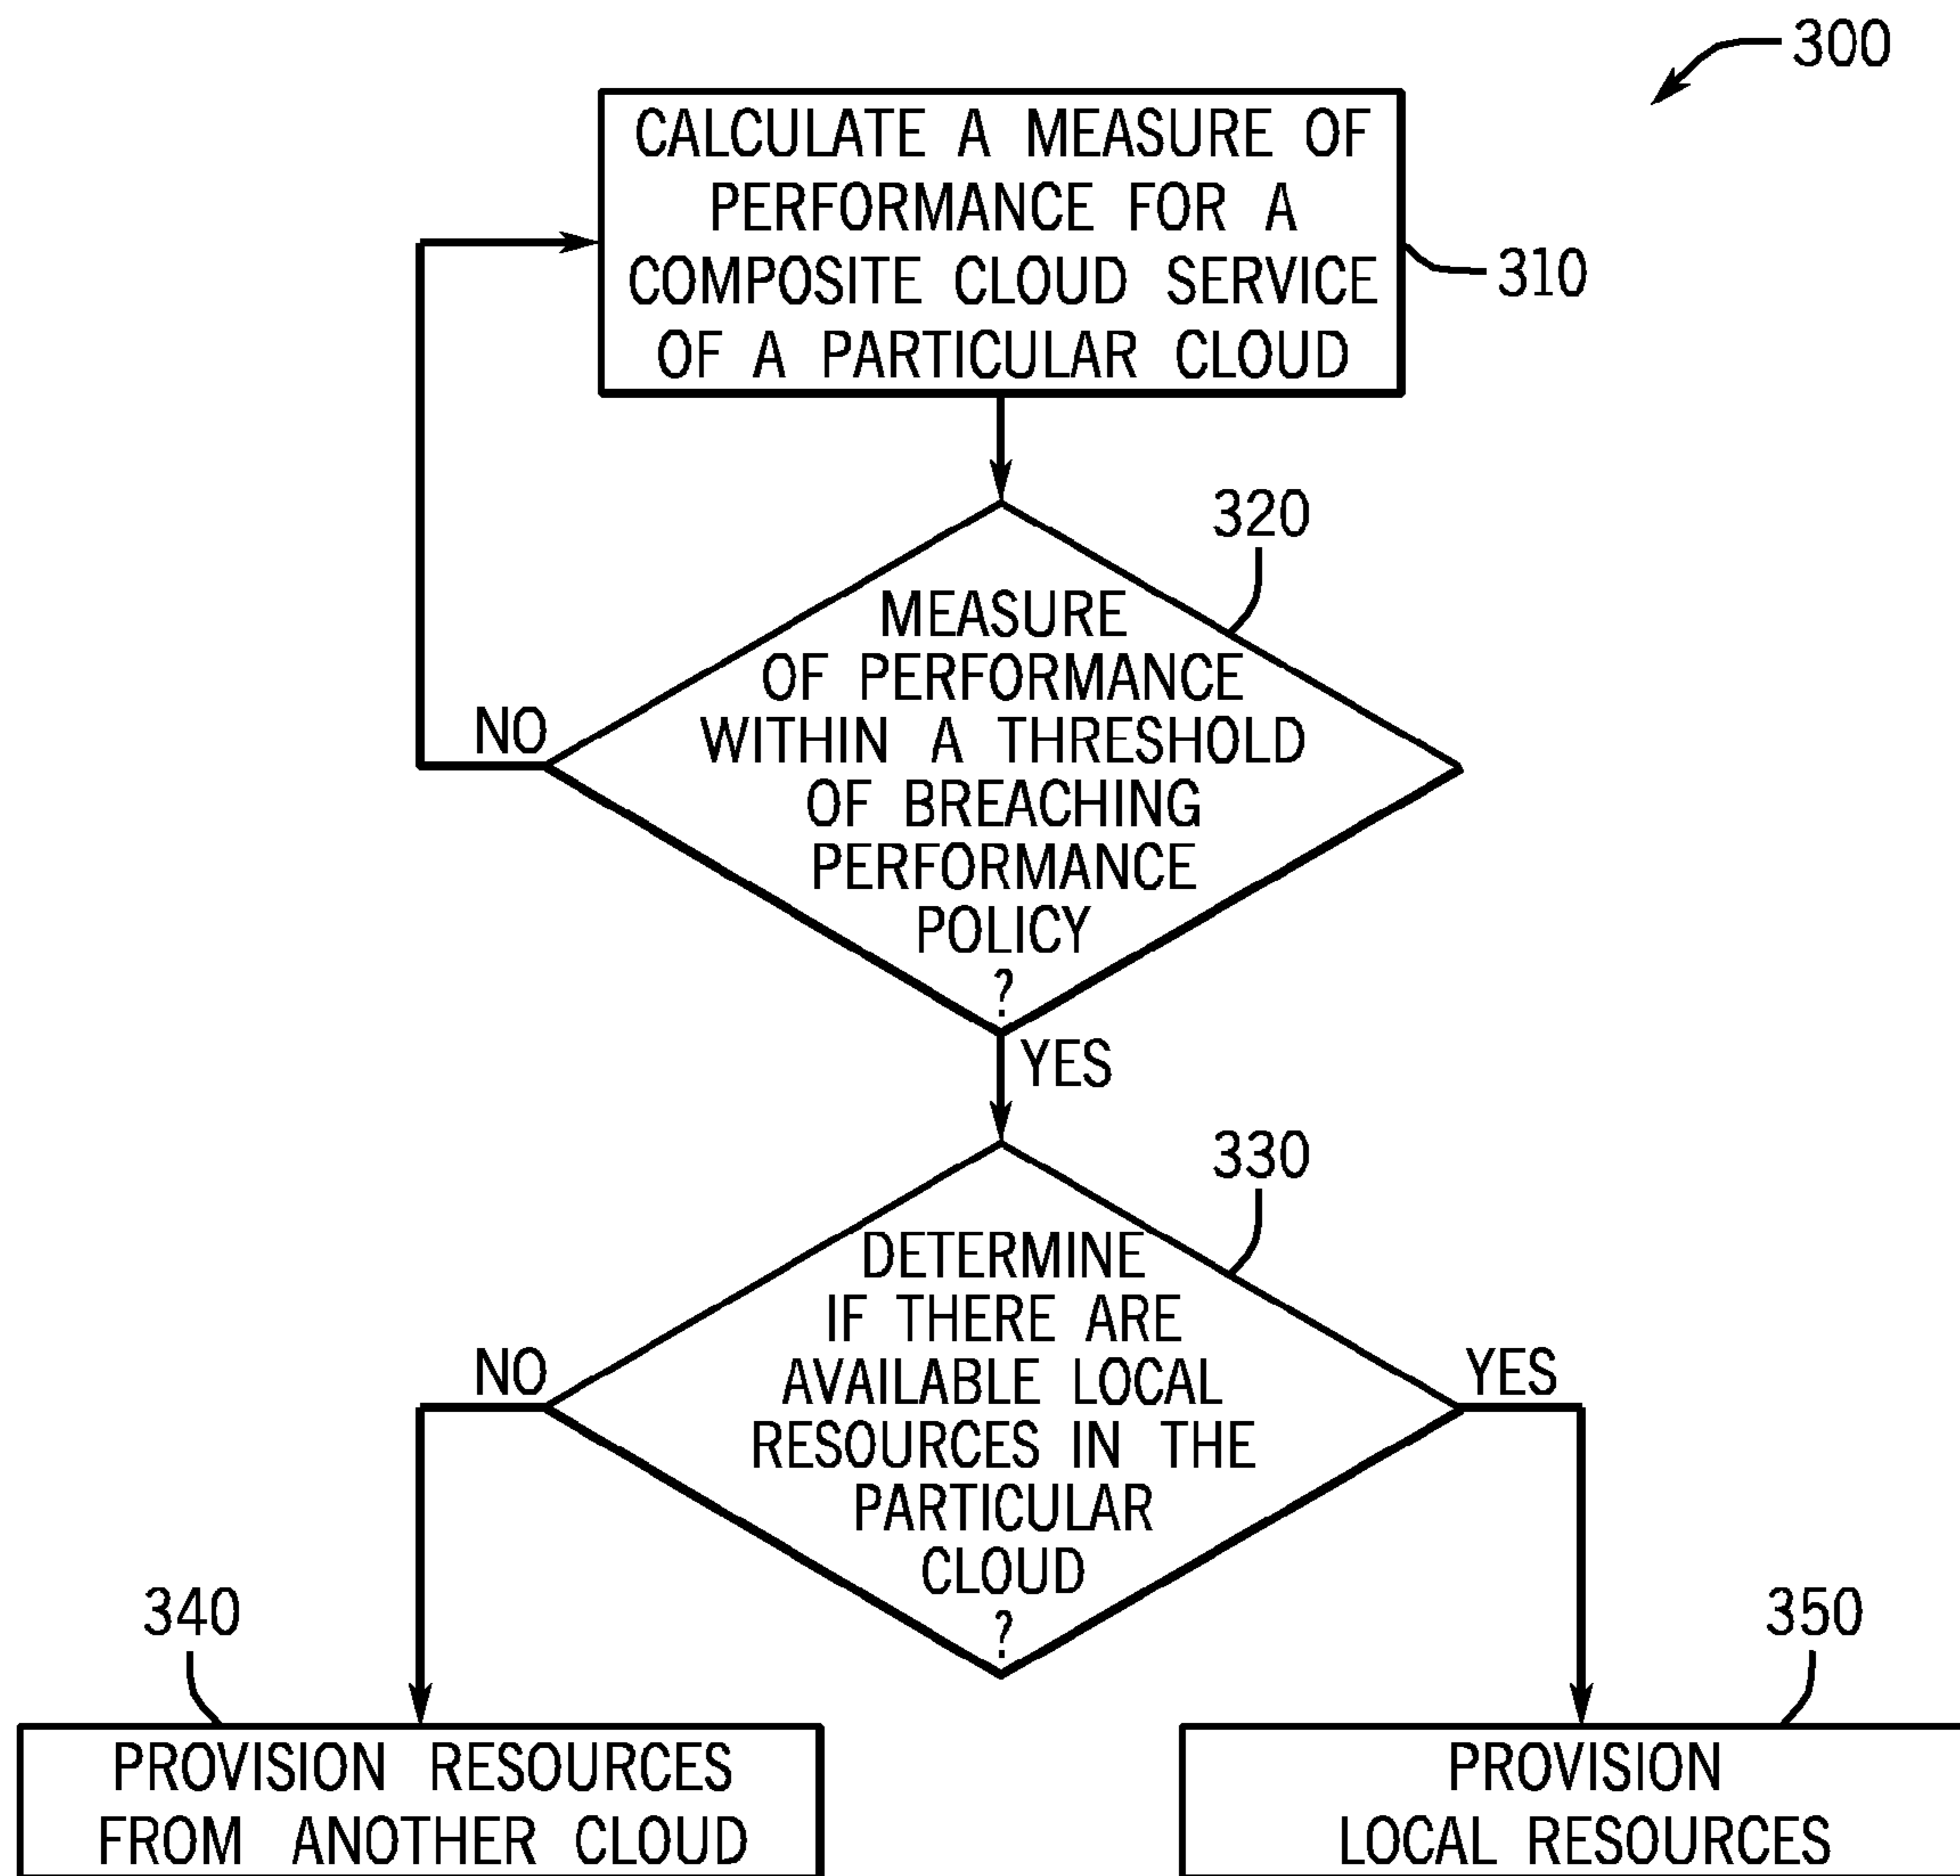 300
CALCULATE A MEASURE OF
PERFORMANCE FOR A
COMPOSITE CLOUD SERVICE
OF A PARTICULAR CLOUD
310
320
MEASURE
OF PERFORMANCE
WITHIN A THRESHOLD
OF BREACHING
PERFORMANCE
POLICY
?
NO
YES
330
DETERMINE
IF THERE ARE
AVAILABLE LOCAL
RESOURCES IN THE
PARTICULAR
CLOUD
?
NO
YES
340
PROVISION RESOURCES
FROM ANOTHER CLOUD
350
PROVISION
LOCAL RESOURCES